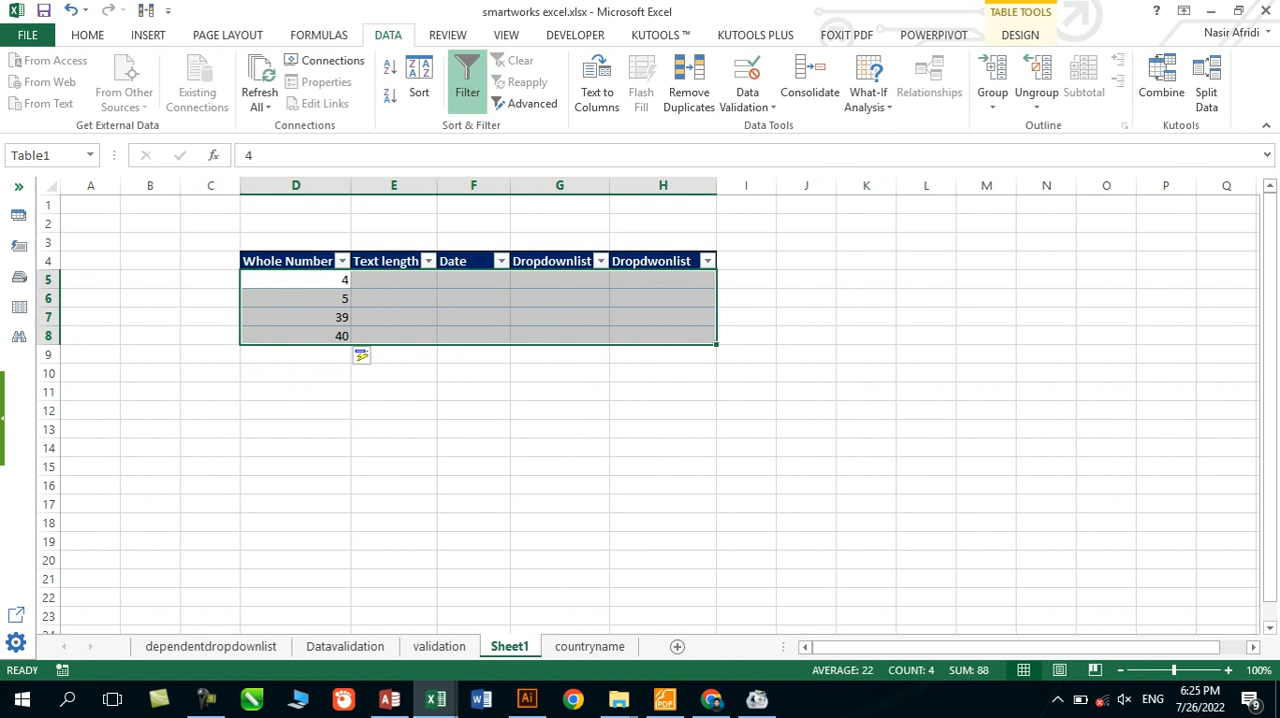 smartworks excel.xlsx - Microsoft Excel
TABLE TOOLS
FILE HOME INSERT PAGE LAYOUT FORMULAS DATA REVIEW VIEW DEVELOPER KUTOOLS ™ KUTOOLS PLUS FOXIT PDF POWERPIVOT DESIGN
Nasir Afridi
From Access
From Web
From Text
From Other Sources
Existing Connections
Get External Data
Refresh All
Connections
Properties
Edit Links
Connections
Sort
Filter
Clear
Reapply
Advanced
Sort & Filter
Text to Columns
Flash Fill
Remove Duplicates
Data Validation
Consolidate
What-If Analysis
Relationships
Data Tools
Group
Ungroup
Subtotal
Outline
Combine
Split Data
Kutools
Table1
fx
4
A B C D E F G H I J K L M N O P Q
1
2
3
4 Whole Number Text length Date Dropdownlist Dropdwonlist
5 4
6 5
7 39
8 40
9
10
11
12
13
14
15
16
17
18
19
20
21
22
23
dependentdropdownlist Datavalidation validation Sheet1 countryname
READY AVERAGE: 22 COUNT: 4 SUM: 88 100%
ENG
6:25 PM
7/26/2022